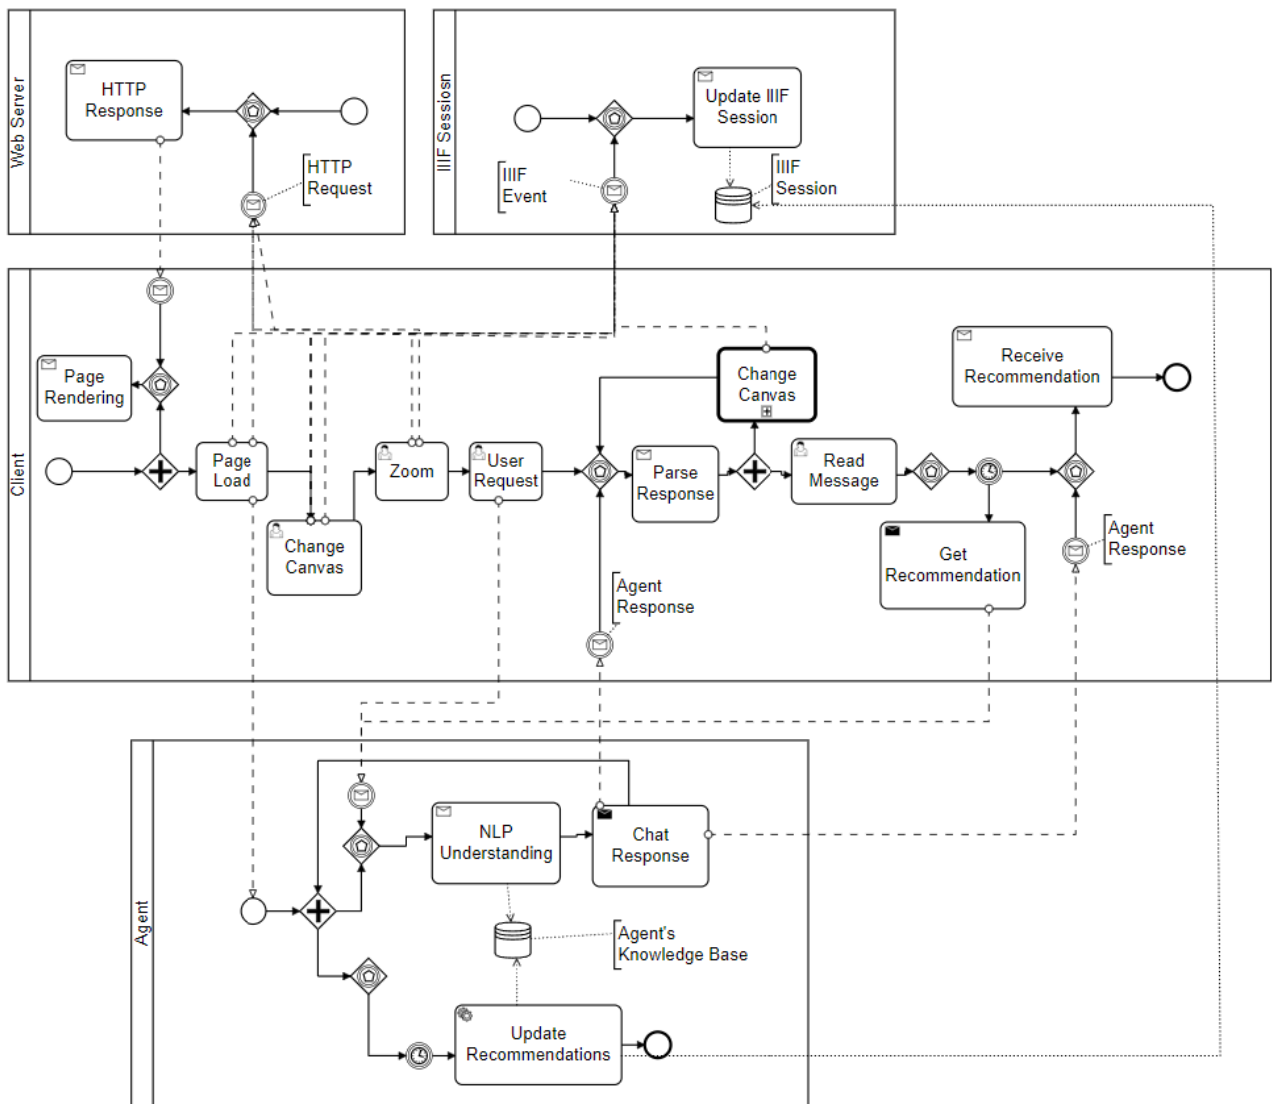 Web Server
HTTP
Response
HTTP
Request
IIIF Sessiosn
Update IIIF
Session
IIIF
Event
IIIF
Session
Client
Page
Rendering
Page
Load
Change
Canvas
Zoom
User
Request
Parse
Response
Change
Canvas
Read
Message
Receive
Recommendation
Get
Recommendation
Agent
Response
Agent
Response
Agent
NLP
Understanding
Chat
Response
Agent's
Knowledge Base
Update
Recommendations